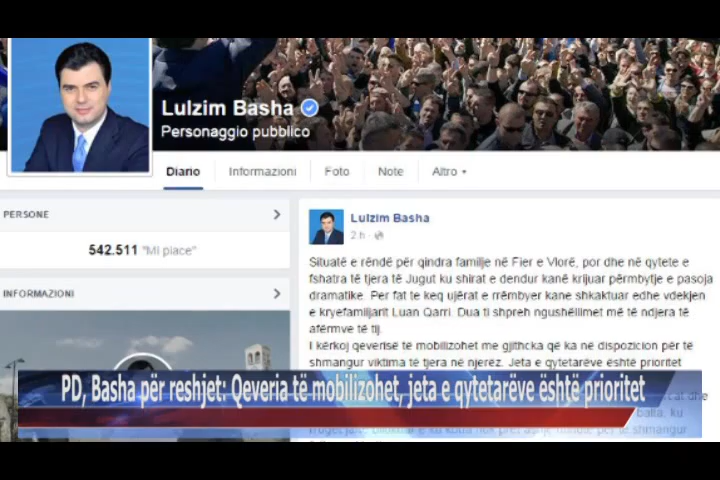 Lulzim Basha
Personaggio pubblico
Diario Informazioni Foto Note Altro
PERSONE
542.511 "Mi piace"
INFORMAZIONI
Lulzim Basha
2 h
Situatë e rëndë për qindra familje në Fier e Vlorë, por dhe në qytete e
fshatra të tjera të Jugut ku shirat e dendur kanë krijuar përmbytje e pasoja
dramatike. Per fat te keq ujërat e rrëmbyer kane shkaktuar edhe vdekjen
e kryefamiljarit Luan Qarri. Dua ti shpreh ngushëllimet më të ndjera të
afërmve të tij.
I kërkoj qeverisë të mobilizohet me gjithcka që ka në dispozicion për të
shmangur viktima të tjera në njerëz. Jeta e qytetarëve është prioritet
PD, Basha për reshjet: Qeveria të mobilizohet, jeta e qytetarëve është prioritet
dhe
balta, ku
shmangur